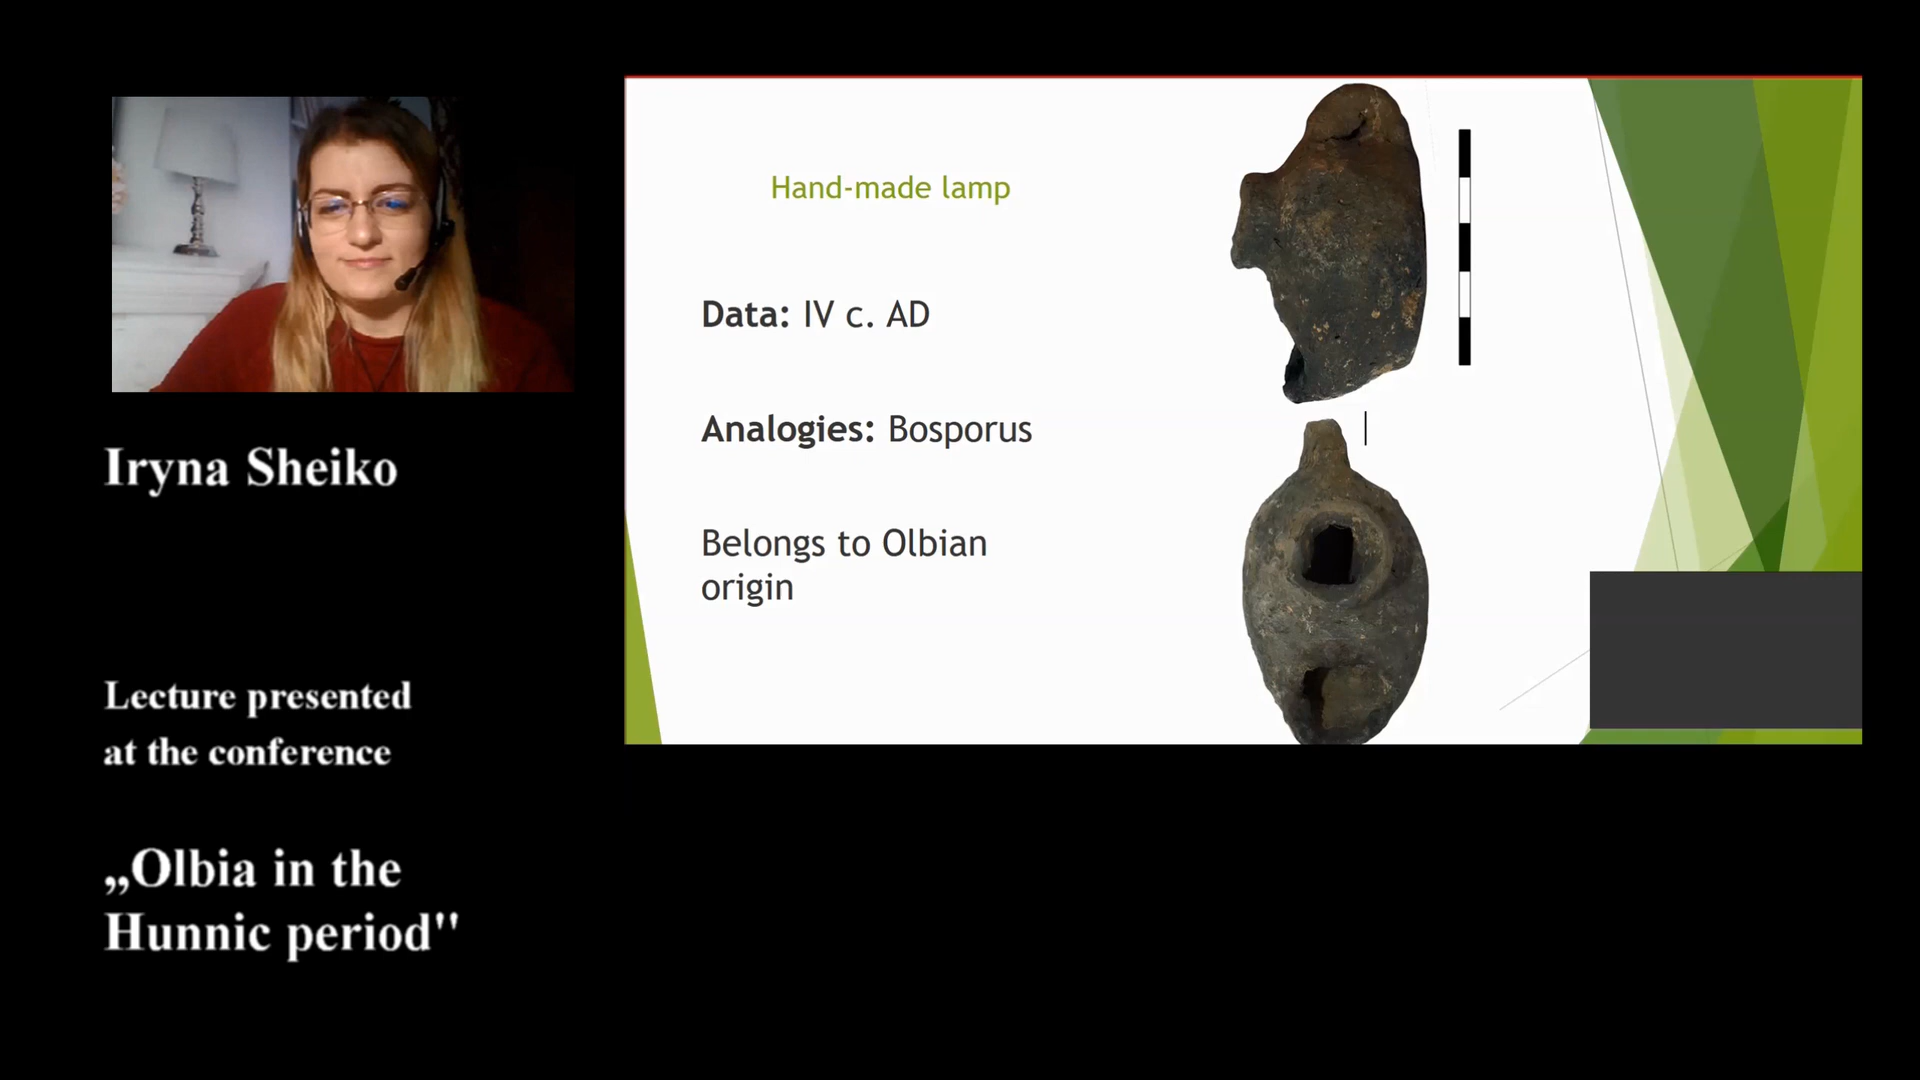 Iryna Sheiko
Lecture presented
at the conference
„Olbia in the
Hunnic period"
Hand-made lamp
Data: IV c. AD
Analogies: Bosporus
Belongs to Olbian
origin